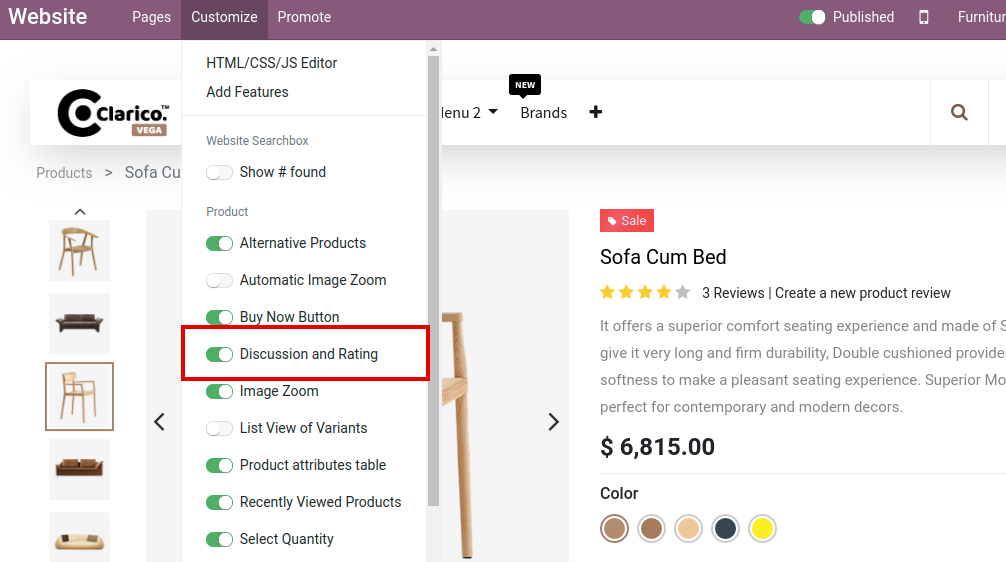 Website Pages Customize Promote Published
HTML/CSS/JS Editor
Add Features
NEW
Clarico.™
VEGA
Menu 2 Brands
Website Searchbox
Products > Sofa Cu
Show # found
Product
Sale
Alternative Products
Sofa Cum Bed
Automatic Image Zoom
3 Reviews | Create a new product review
Buy Now Button
It offers a superior comfort seating experience and made of
Discussion and Rating
give it very long and firm durability, Double cushioned provide
softness to make a pleasant seating experience. Superior Mo
Image Zoom
perfect for contemporary and modern decors.
List View of Variants
$ 6,815.00
Product attributes table
Color
Recently Viewed Products
Select Quantity